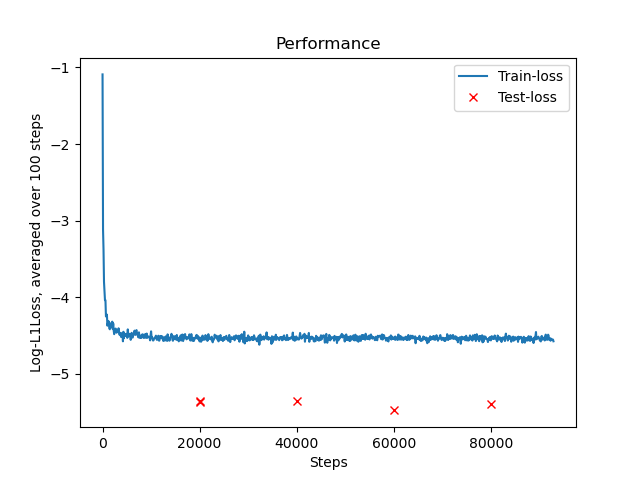 Performance
Train-loss
Test-loss
Log-L1Loss, averaged over 100 steps
−1
−2
−3
−4
−5
0
20000
40000
60000
80000
Steps